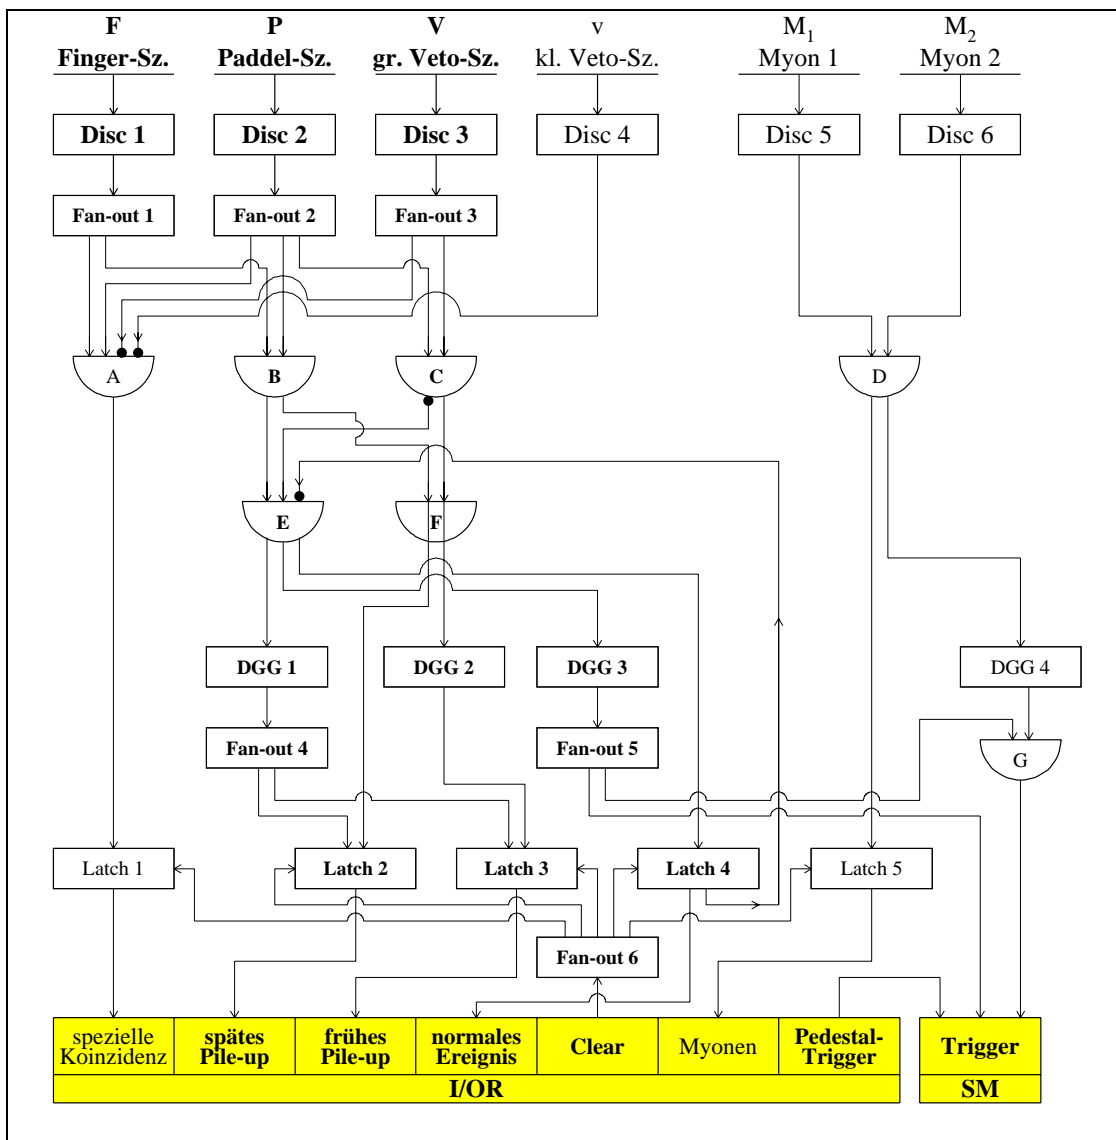 F P V v M1 M2
Finger-Sz. Paddel-Sz. gr. Veto-Sz. kl. Veto-Sz. Myon 1 Myon 2
Disc 1 Disc 2 Disc 3 Disc 4 Disc 5 Disc 6
Fan-out 1 Fan-out 2 Fan-out 3
A B C D
E F
DGG 1 DGG 2 DGG 3 DGG 4
Fan-out 4 Fan-out 5 G
Latch 1 Latch 2 Latch 3 Latch 4 Latch 5
Fan-out 6
spezielle Koinzidenz
spätes Pile-up
frühes Pile-up
normales Ereignis
Clear
Myonen
Pedestal-Trigger
Trigger
I/OR SM